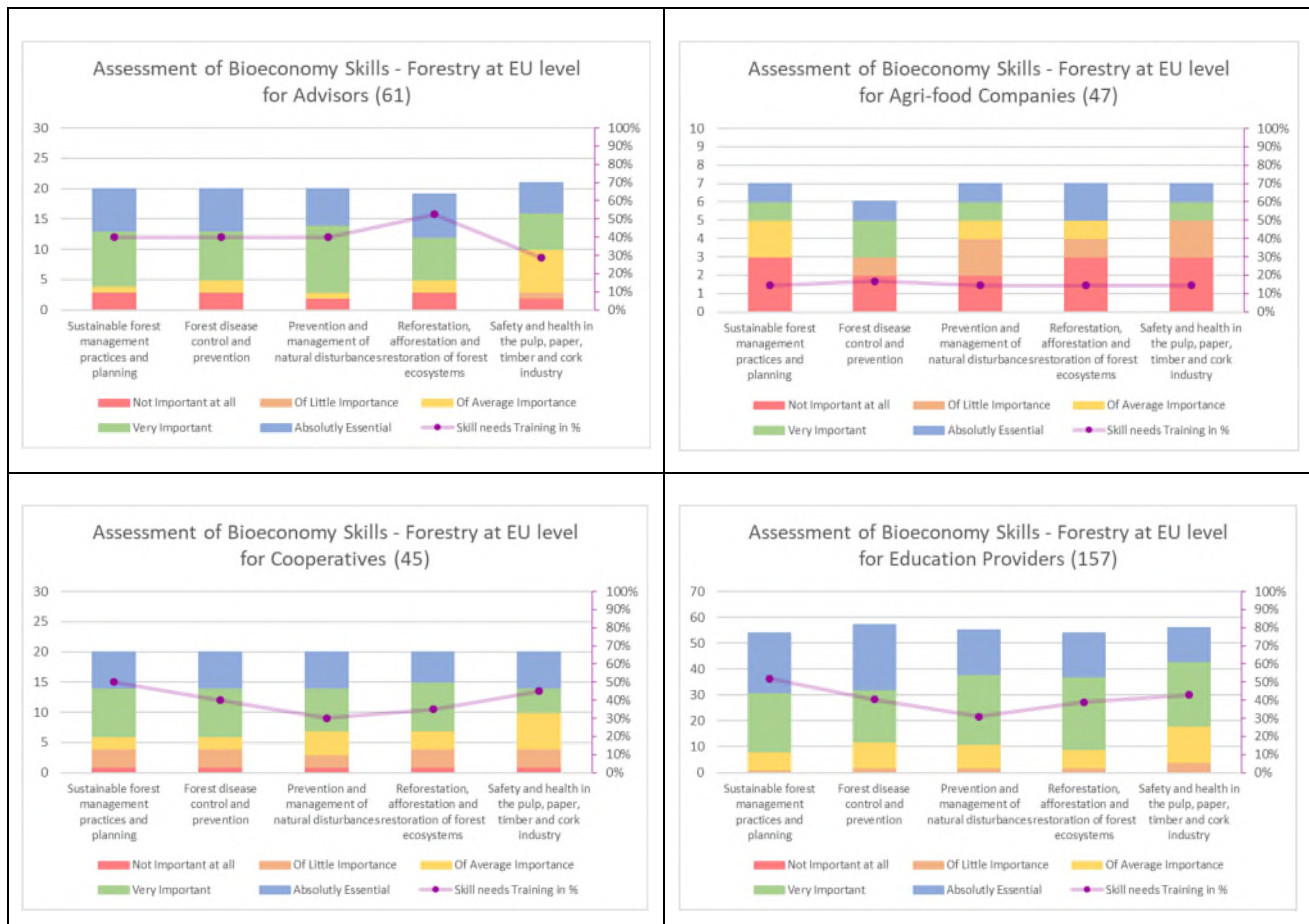 Assessment of Bioeconomy Skills - Forestry at EU level
for Advisors (61)
30
25
20
15
10
5
0
100%
90%
80%
70%
60%
50%
40%
30%
20%
10%
0%
Sustainable forest
management
practices and
planning
Forest disease
control and
prevention
Prevention and
management of
natural disturbances
Reforestation,
afforestation and
restoration of forest
ecosystems
Safety and health in
the pulp, paper,
timber and cork
industry
Not Important at all
Of Little Importance
Of Average Importance
Very Important
Absolutly Essential
Skill needs Training in %
Assessment of Bioeconomy Skills - Forestry at EU level
for Agri-food Companies (47)
10
9
8
7
6
5
4
3
2
1
0
100%
90%
80%
70%
60%
50%
40%
30%
20%
10%
0%
Sustainable forest
management
practices and
planning
Forest disease
control and
prevention
Prevention and
management of
natural disturbance
Reforestation,
afforestation and
restoration of forest
ecosystems
Safety and health in
the pulp, paper,
timber and cork
industry
Not Important at all
Of Little Importance
Of Average Importance
Very Important
Absolutly Essential
Skill needs Training in %
Assessment of Bioeconomy Skills - Forestry at EU level
for Cooperatives (45)
30
25
20
15
10
5
0
100%
90%
80%
70%
60%
50%
40%
30%
20%
10%
0%
Sustainable forest
management
practices and
planning
Forest disease
control and
prevention
Prevention and
management of
natural disturbances
Reforestation,
afforestation and
restoration of forest
ecosystems
Safety and health in
the pulp, paper,
timber and cork
industry
Not Important at all
Of Little Importance
Of Average Importance
Very Important
Absolutly Essential
Skill needs Training in %
Assessment of Bioeconomy Skills - Forestry at EU level
for Education Providers (157)
70
60
50
40
30
20
10
0
100%
90%
80%
70%
60%
50%
40%
30%
20%
10%
0%
Sustainable forest
management
practices and
planning
Forest disease
control and
prevention
Prevention and
management of
natural disturbances
Reforestation,
afforestation and
restoration of forest
ecosystems
Safety and health in
the pulp, paper,
timber and cork
industry
Not Important at all
Of Little Importance
Of Average Importance
Very Important
Absolutly Essential
Skill needs Training in %